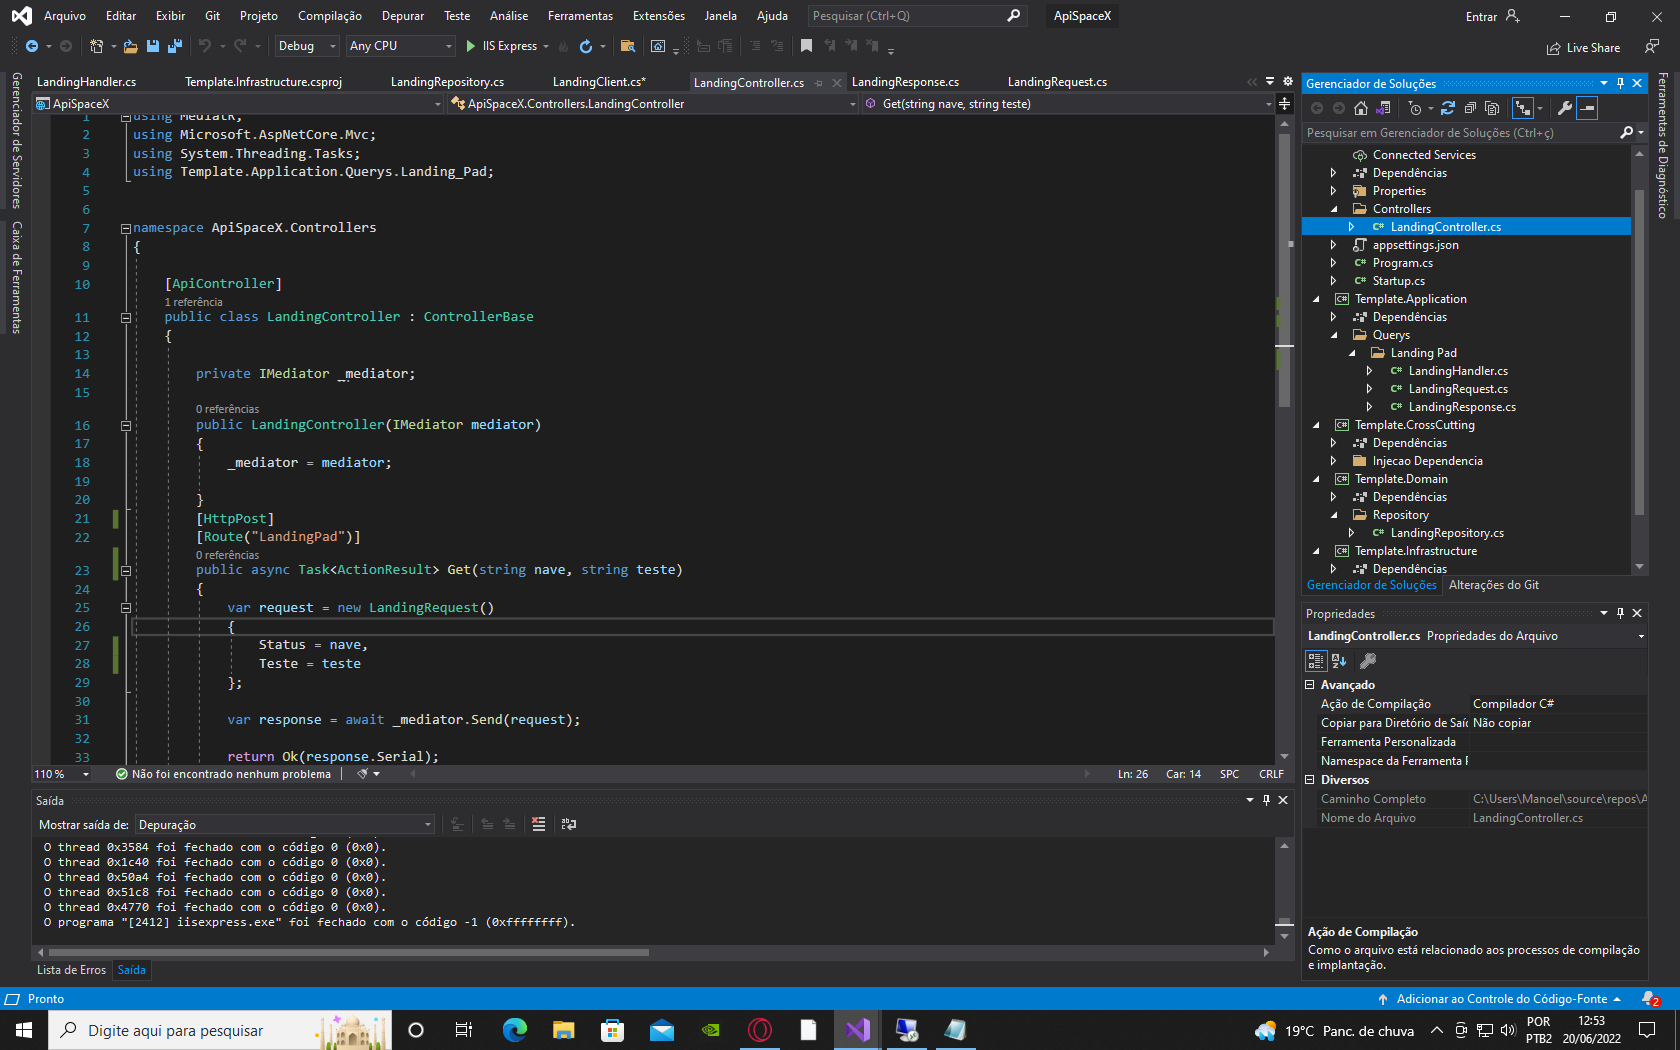 Arquivo Editar Exibir Git Projeto Compilação Depurar Teste Análise Ferramentas Extensões Janela Ajuda Pesquisar (Ctrl+Q) ApiSpaceX Entrar
Debug Any CPU IIS Express Live Share
Gerenciador de Servidores
Caixa de Ferramentas
LandingHandler.cs Template.Infrastructure.csproj LandingRepository.cs LandingClient.cs* LandingController.cs LandingResponse.cs LandingRequest.cs
ApiSpaceX ApiSpaceX.Controllers.LandingController Get(string nave, string teste)
1 using MediatR;
2 using Microsoft.AspNetCore.Mvc;
3 using System.Threading.Tasks;
4 using Template.Application.Querys.Landing_Pad;
5
6
7 namespace ApiSpaceX.Controllers
8 {
9
10 [ApiController]
1 referência
11 public class LandingController : ControllerBase
12 {
13
14 private IMediator _mediator;
15
0 referências
16 public LandingController(IMediator mediator)
17 {
18 _mediator = mediator;
19
20 }
21 [HttpPost]
22 [Route("LandingPad")]
0 referências
23 public async Task<ActionResult> Get(string nave, string teste)
24 {
25 var request = new LandingRequest()
26 {
27 Status = nave,
28 Teste = teste
29 };
30
31 var response = await _mediator.Send(request);
32
33 return Ok(response.Serial);
110 % Não foi encontrado nenhum problema Ln: 26 Car: 14 SPC CRLF
Saída
Mostrar saída de: Depuração
O thread 0x3584 foi fechado com o código 0 (0x0).
O thread 0x1c40 foi fechado com o código 0 (0x0).
O thread 0x50a4 foi fechado com o código 0 (0x0).
O thread 0x51c8 foi fechado com o código 0 (0x0).
O thread 0x4770 foi fechado com o código 0 (0x0).
O programa "[2412] iisexpress.exe" foi fechado com o código -1 (0xffffffff).
Lista de Erros Saída
Gerenciador de Soluções
Pesquisar em Gerenciador de Soluções (Ctrl+ç)
Connected Services
Dependências
Properties
Controllers
C# LandingController.cs
appsettings.json
C# Program.cs
C# Startup.cs
C# Template.Application
Dependências
Querys
Landing Pad
C# LandingHandler.cs
C# LandingRequest.cs
C# LandingResponse.cs
C# Template.CrossCutting
Dependências
Injecao Dependencia
C# Template.Domain
Dependências
Repository
C# LandingRepository.cs
C# Template.Infrastructure
Dependências
Gerenciador de Soluções Alterações do Git
Ferramentas de Diagnóstico
Propriedades
LandingController.cs Propriedades do Arquivo
Avançado
Ação de Compilação Compilador C#
Copiar para Diretório de Saíd Não copiar
Ferramenta Personalizada
Namespace da Ferramenta P
Diversos
Caminho Completo C:\Users\Manoel\source\repos\A
Nome do Arquivo LandingController.cs
Ação de Compilação
Como o arquivo está relacionado aos processos de compilação
e implantação.
Pronto Adicionar ao Controle do Código-Fonte 2
Digite aqui para pesquisar 19°C Panc. de chuva POR PTB2 12:53 20/06/2022